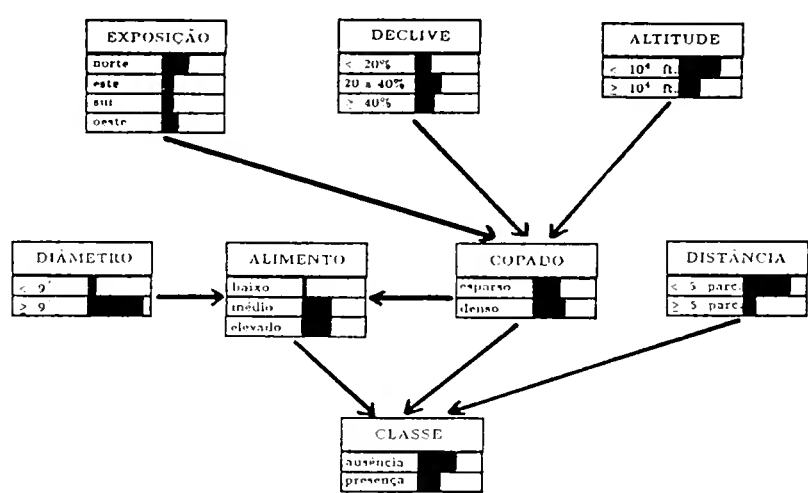 EXPOSIÇÃO
norte
este
sul
oeste
DECLIVE
< 20%
20 a 40%
≥ 40%
ALTITUDE
< 10⁴ ft.
≥ 10⁴ ft.
DIÂMETRO
< 9"
≥ 9
ALIMENTO
baixo
médio
elevado
COPADO
esparso
denso
DISTÂNCIA
< 5 parc.
≥ 5 parc.
CLASSE
ausência
presença